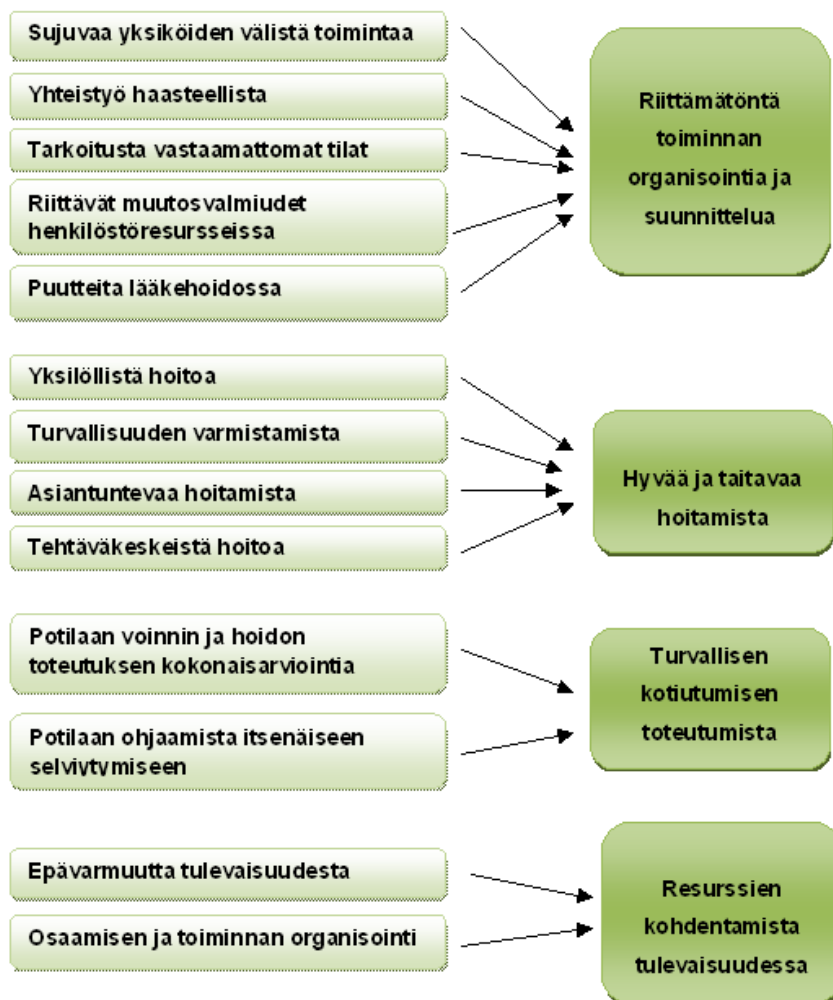 Sujuvaa yksiköiden välistä toimintaa
Yhteistyö haasteellista
Tarkoitusta vastaamattomat tilat
Riittävät muutosvalmiudet
henkilöstöresursseissa
Puutteita lääkehoidossa
Riittämätöntä
toiminnan
organisointia ja
suunnittelua
Yksilöllistä hoitoa
Turvallisuuden varmistamista
Asiantuntevaa hoitamista
Tehtäväkeskeistä hoitoa
Hyvää ja taitavaa
hoitamista
Potilaan voinnin ja hoidon
toteutuksen kokonaisarviointia
Potilaan ohjaamista itsenäiseen
selviytymiseen
Turvallisen
kotiutumisen
toteutumista
Epävarmuutta tulevaisuudesta
Osaamisen ja toiminnan organisointi
Resurssien
kohdentamista
tulevaisuudessa